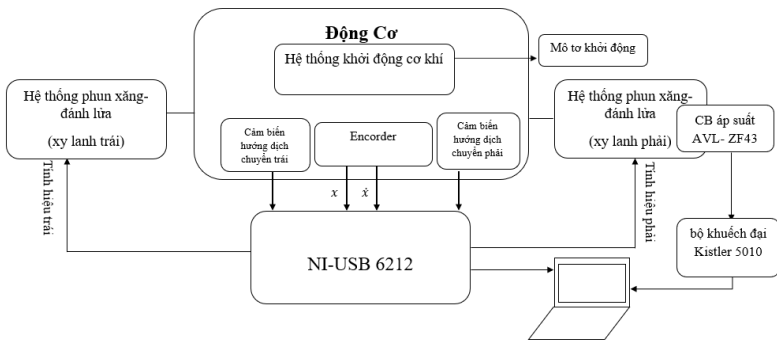 Động Cơ
Hệ thống khởi động cơ khí
Mô tơ khởi động
Hệ thống phun xăng-
đánh lửa
(xy lanh trái)
Hệ thống phun xăng-
đánh lửa
(xy lanh phải)
CB áp suất
AVL- ZF43
Cảm biến
hướng dịch
chuyển trái
Encorder
Cảm biến
hướng dịch
chuyển phải
x
ẋ
Tính hiệu trái
Tính hiệu phải
NI-USB 6212
bộ khuếch đại
Kistler 5010